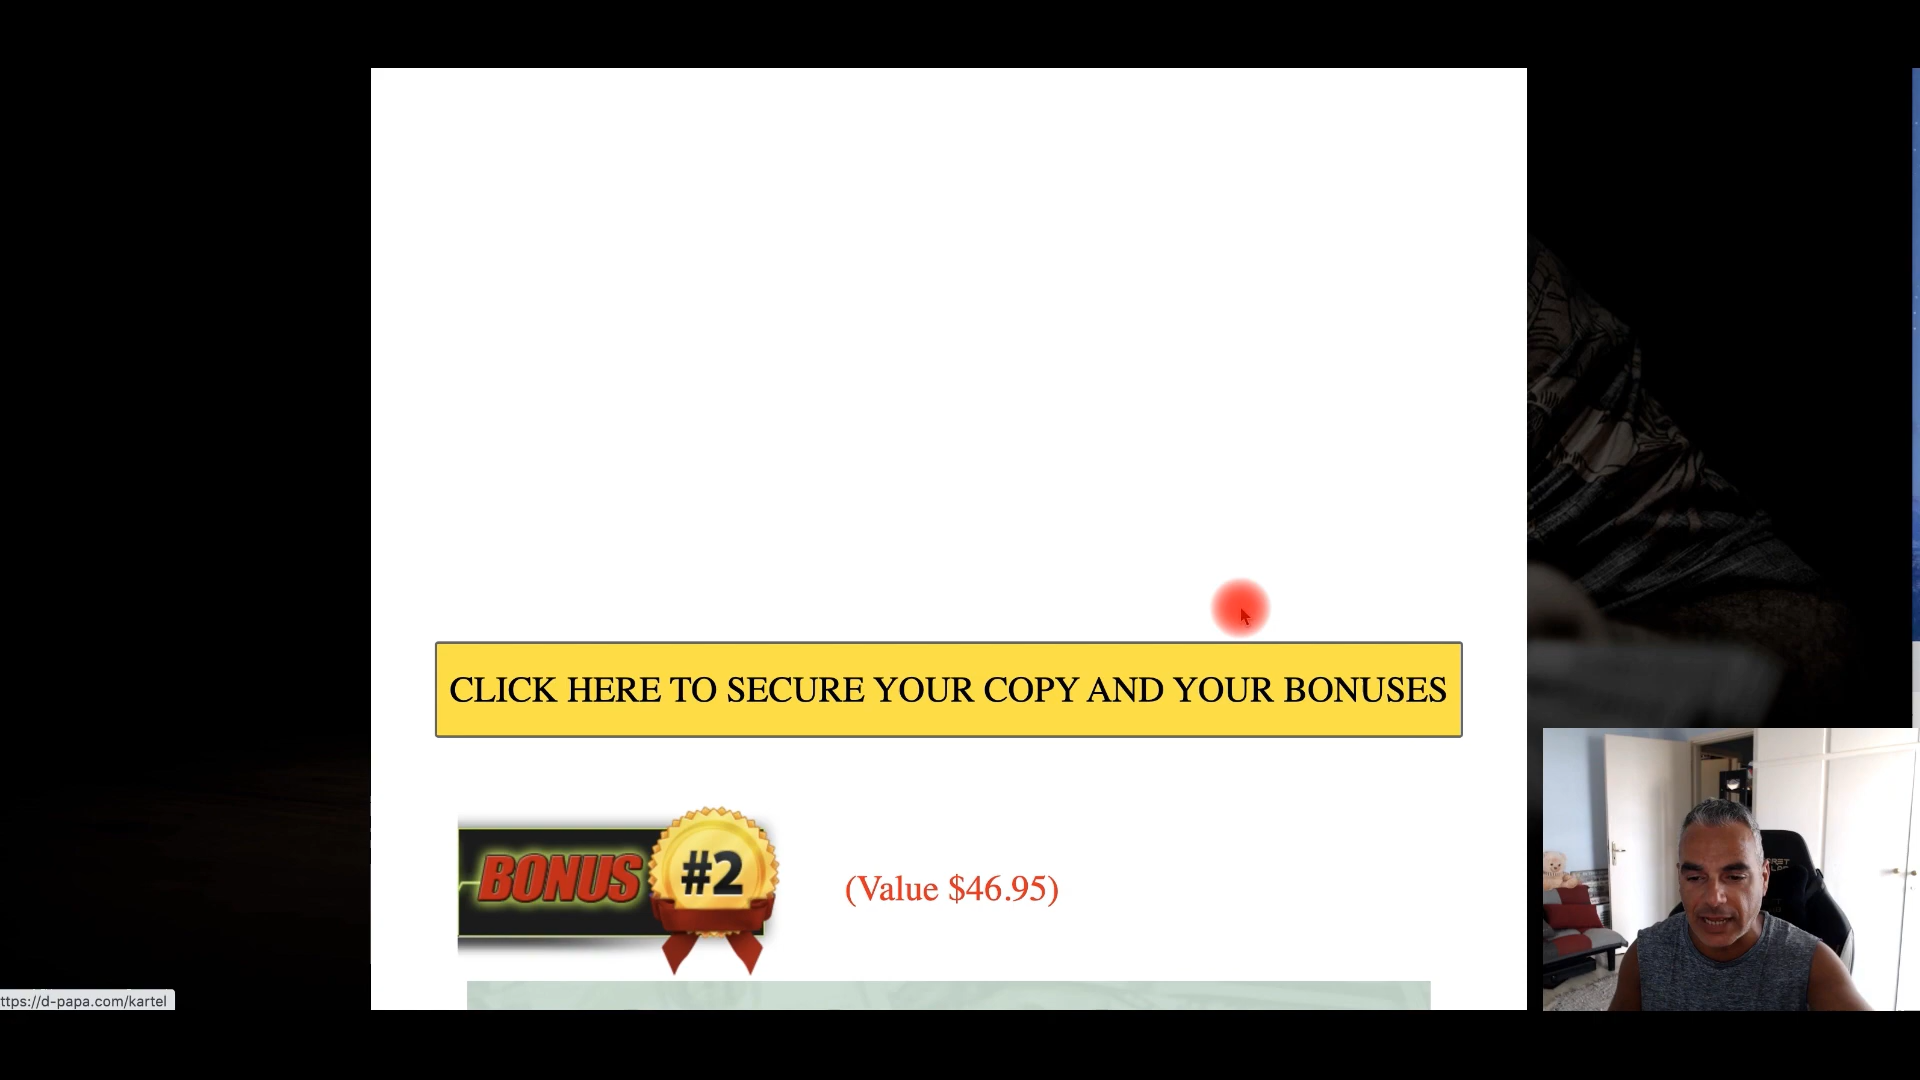 CLICK HERE TO SECURE YOUR COPY AND YOUR BONUSES
BONUS #2
(Value $46.95)
ttps://d-papa.com/kartel